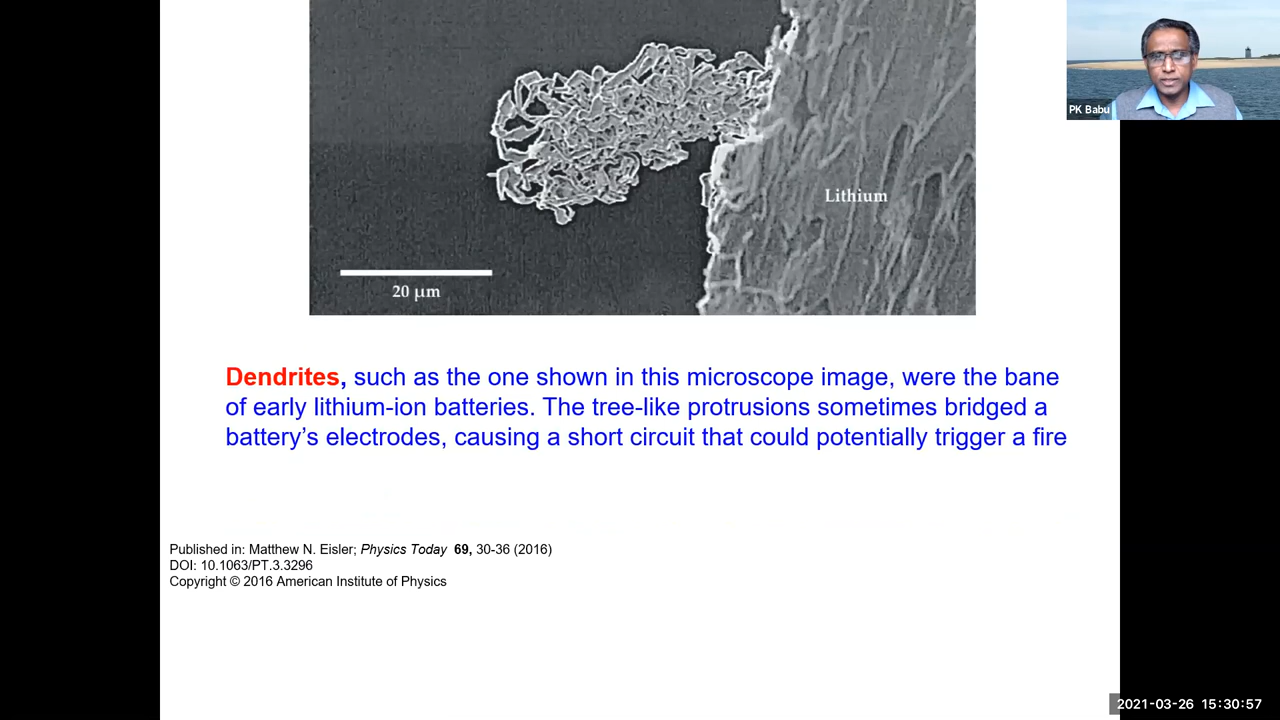 PK Babu
Lithium
20 μm
Dendrites, such as the one shown in this microscope image, were the bane
of early lithium-ion batteries. The tree-like protrusions sometimes bridged a
battery’s electrodes, causing a short circuit that could potentially trigger a fire
Published in: Matthew N. Eisler; Physics Today 69, 30-36 (2016)
DOI: 10.1063/PT.3.3296
Copyright © 2016 American Institute of Physics
2021-03-26 15:30:57